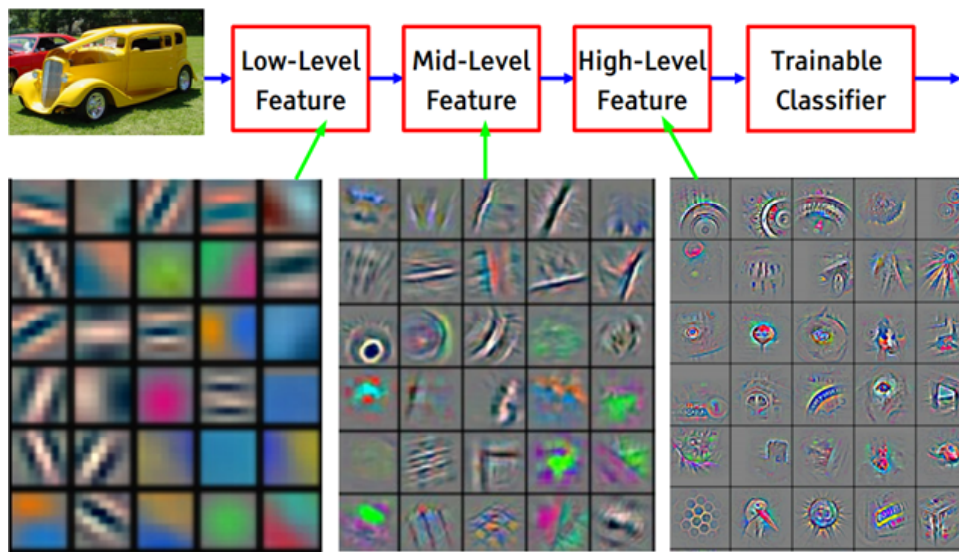 Low-Level
Feature
Mid-Level
Feature
High-Level
Feature
Trainable
Classifier